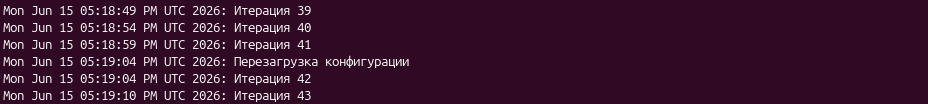 Mon Jun 15 05:18:49 PM UTC 2026: Итерация 39
Mon Jun 15 05:18:54 PM UTC 2026: Итерация 40
Mon Jun 15 05:18:59 PM UTC 2026: Итерация 41
Mon Jun 15 05:19:04 PM UTC 2026: Перезагрузка конфигурации
Mon Jun 15 05:19:04 PM UTC 2026: Итерация 42
Mon Jun 15 05:19:10 PM UTC 2026: Итерация 43